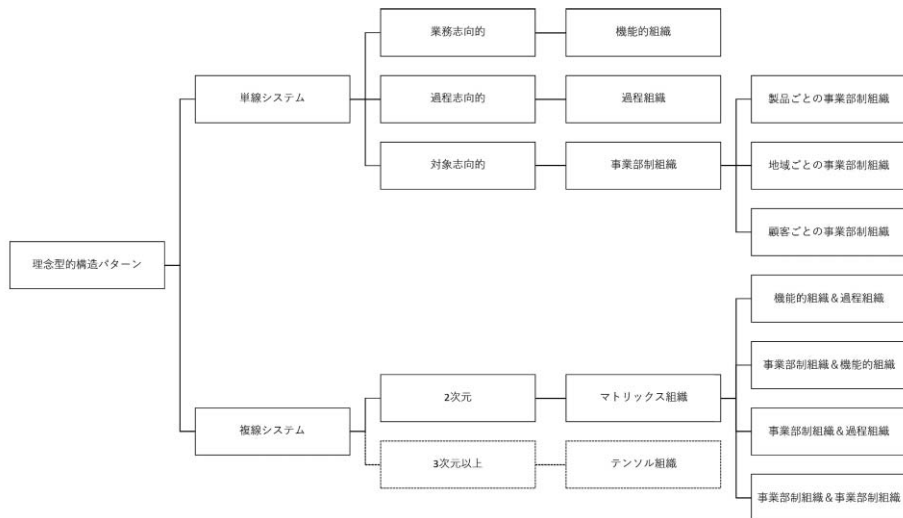 業務志向的
機能的組織
単線システム
過程志向的
過程組織
製品ごとの事業部制組織
対象志向的
事業部制組織
地域ごとの事業部制組織
顧客ごとの事業部制組織
理念型的構造パターン
機能的組織＆過程組織
事業部制組織＆機能的組織
2次元
マトリックス組織
複線システム
事業部制組織＆過程組織
3次元以上
テンソル組織
事業部制組織＆事業部制組織